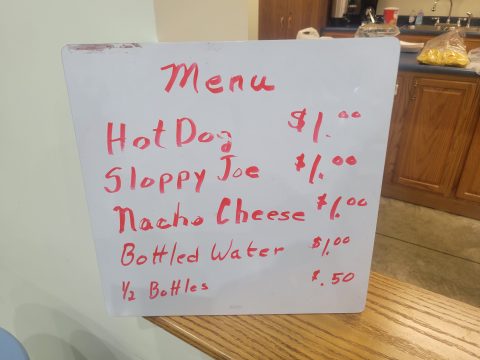 Menu
Hot Dog $1.00
Sloppy Joe $1.00
Nacho Cheese $1.00
Bottled Water $1.00
1/2 Bottles $.50